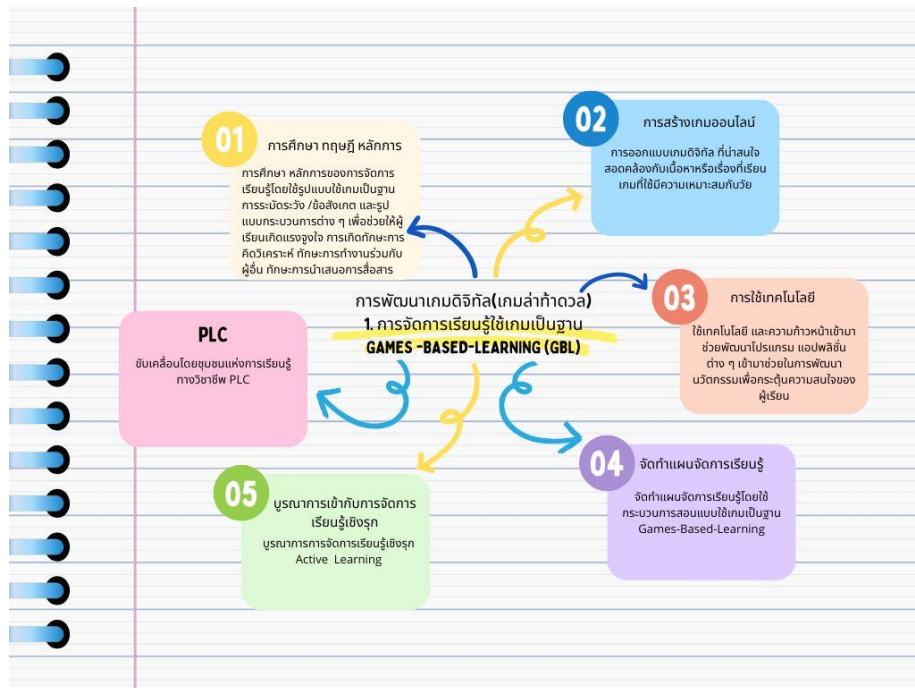 01
การศึกษา ทฤษฎี หลักการ
การศึกษา หลักการของการจัดการ
เรียนรู้โดยใช้รูปแบบใช้เกมเป็นฐาน
การระมัดระวัง /ข้อสังเกต และรูป
แบบกระบวนการต่าง ๆ เพื่อช่วยให้ผู้
เรียนเกิดแรงจูงใจ การเกิดทักษะการ
คิดวิเคราะห์ ทักษะการทำงานร่วมกับ
ผู้อื่น ทักษะการนำเสนอการสื่อสาร
02
การสร้างเกมออนไลน์
การออกแบบเกมดิจิทัล ที่น่าสนใจ
สอดคล้องกับเนื้อหาหรือเรื่องที่เรียน
เกมที่ใช้มีความเหมาะสมกับวัย
การพัฒนาเกมดิจิทัล(เกมล่าท้าดวล)
1. การจัดการเรียนรู้ใช้เกมเป็นฐาน
GAMES -BASED-LEARNING (GBL)
03
การใช้เทคโนโลยี
ใช้เทคโนโลยี และความก้าวหน้าเข้ามา
ช่วยพัฒนาโปรแกรม แอปพลิชั่น
ต่าง ๆ เข้ามาช่วยในการพัฒนา
นวัตกรรมเพื่อกระตุ้นความสนใจของ
ผู้เรียน
04
จัดทำแผนจัดการเรียนรู้
จัดทำแผนจัดการเรียนรู้โดยใช้
กระบวนการสอนแบบใช้เกมเป็นฐาน
Games-Based-Learning
05
บูรณาการเข้ากับการจัดการ
เรียนรู้เชิงรุก
บูรณาการการจัดการเรียนรู้เชิงรุก
Active Learning
PLC
ขับเคลื่อนโดยชุมชนแห่งการเรียนรู้
ทางวิชาชีพ PLC